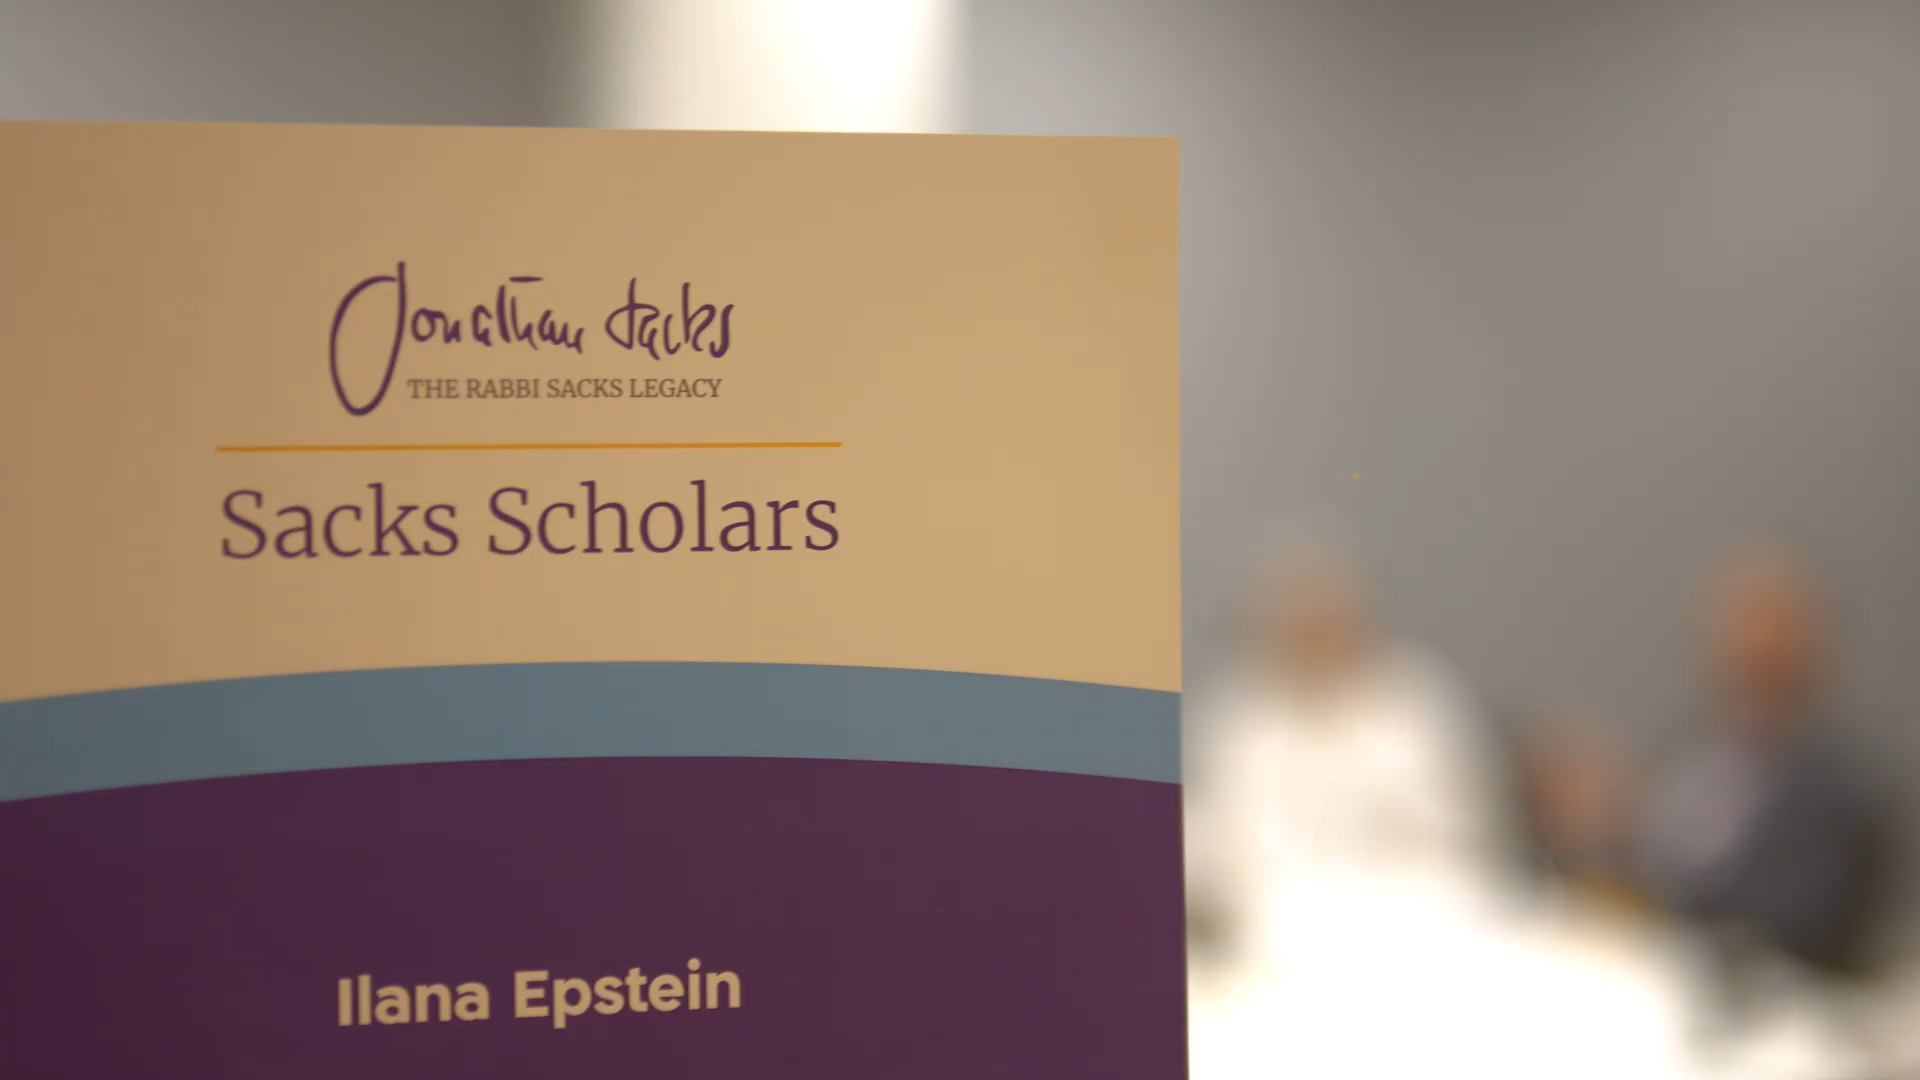 Jonathan Sacks
THE RABBI SACKS LEGACY
Sacks Scholars
Ilana Epstein